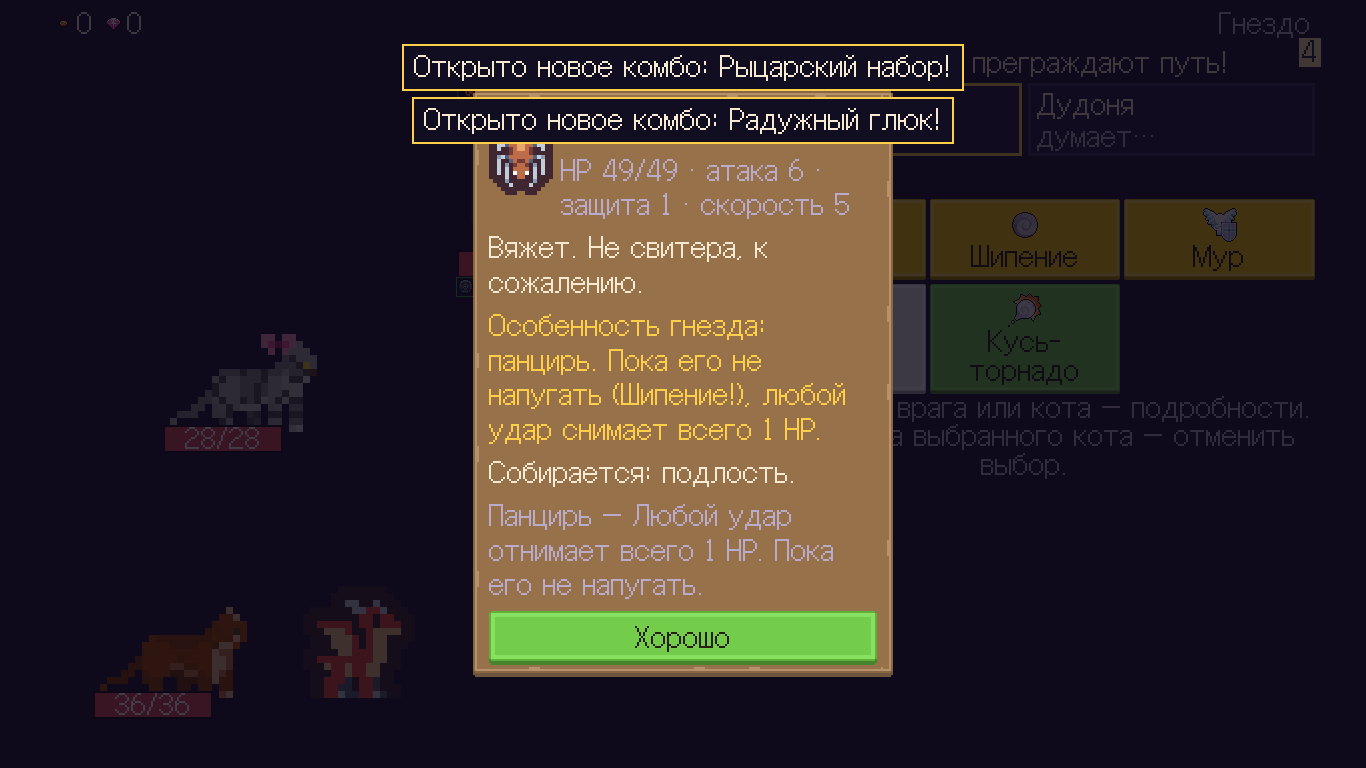 0 0
Гнездо
4
Открыто новое комбо: Рыцарский набор!
преграждают путь!
Открыто новое комбо: Радужный глюк!
Дудоня
думает...
HP 49/49 · атака 6 ·
защита 1 · скорость 5
Вяжет. Не свитера, к
сожалению.
Особенность гнезда:
панцирь. Пока его не
напугать (Шипение!), любой
удар снимает всего 1 HP.
Собирается: подлость.
Панцирь — Любой удар
отнимает всего 1 HP. Пока
его не напугать.
Хорошо
Шипение
Мур
Кусь-
торнадо
врага или кота — подробности.
а выбранного кота — отменить
выбор.
28/28
36/36